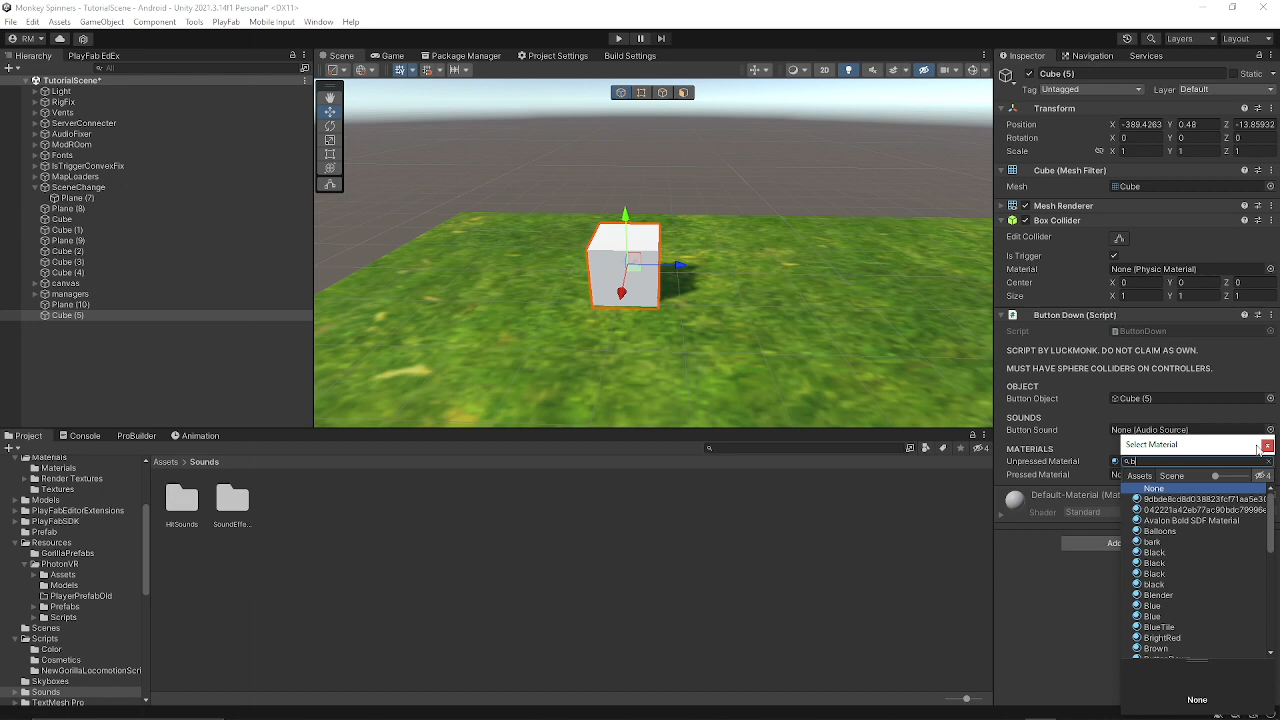 Monkey Spinners - TutorialScene - Android - Unity 2021.3.14f1 Personal* <DX11>
File Edit Assets GameObject Component Tools PlayFab Mobile Input Window Help
RM Layers Layout
Hierarchy PlayFab EdEx Scene Game Package Manager Project Settings Build Settings Inspector Navigation Services
All
2D
Cube (5) Static
Tag Untagged Layer Default
TutorialScene*
Light
RigFix
Vents
ServerConnecter
AudioFixer
ModROom
Fonts
IsTriggerConvexFix
MapLoaders
SceneChange
Plane (7)
Plane (8)
Cube
Cube (1)
Plane (9)
Cube (2)
Cube (3)
Cube (4)
canvas
managers
Plane (10)
Cube (5)
Transform
Position X -389.4263 Y 0.48 Z -13.85932
Rotation X 0 Y 0 Z 0
Scale X 1 Y 1 Z 1
Cube (Mesh Filter)
Mesh Cube
Mesh Renderer
Box Collider
Edit Collider
Is Trigger
Material None (Physic Material)
Center X 0 Y 0 Z 0
Size X 1 Y 1 Z 1
Button Down (Script)
Script ButtonDown
SCRIPT BY LUCKMONK. DO NOT CLAIM AS OWN.
MUST HAVE SPHERE COLLIDERS ON CONTROLLERS.
OBJECT
Button Object Cube (5)
SOUNDS
Button Sound None (Audio Source)
MATERIALS
Unpressed Material
Pressed Material
Default-Material (Mat
Shader Standard
Add
Select Material
b
Assets Scene 4
None
Avalon Bold SDF Material
Balloons
bark
Black
Black
Black
black
Blender
Blue
Blue
BlueTile
BrightRed
Brown
None
Project Console ProBuilder Animation
4
Assets > Sounds
HitSounds SoundEffe...
Materials
Materials
Render Textures
Textures
Models
PlayFabEditorExtensions
PlayFabSDK
Prefab
Resources
GorillaPrefabs
PhotonVR
Assets
Models
PlayerPrefabOld
Prefabs
Scripts
Scenes
Scripts
Color
Cosmetics
NewGorillaLocomotionScri
Skyboxes
Sounds
TextMesh Pro